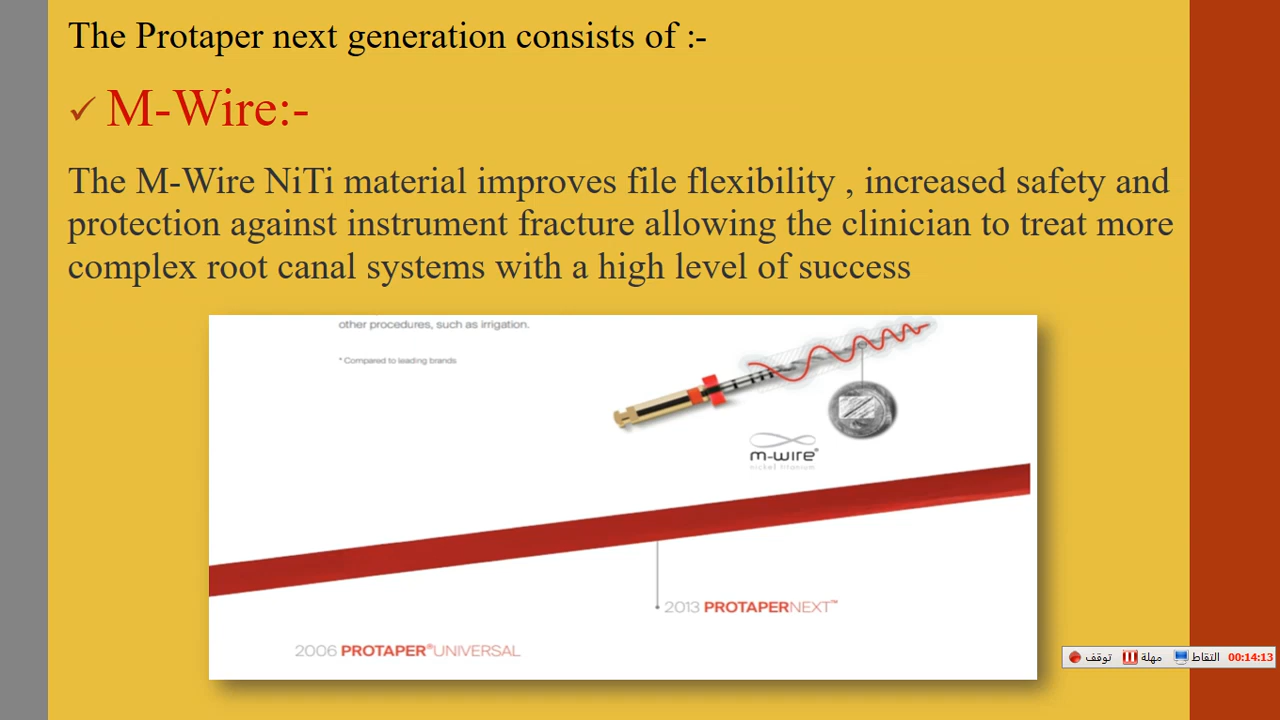 The Protaper next generation consists of :-
✓ M-Wire:-
The M-Wire NiTi material improves file flexibility , increased safety and
protection against instrument fracture allowing the clinician to treat more
complex root canal systems with a high level of success
other procedures, such as irrigation.
* Compared to leading brands
m-wire®
nickel titanium
2013 PROTAPERNEXT™
2006 PROTAPER®UNIVERSAL
توقف مهلة التقاط 00:14:13